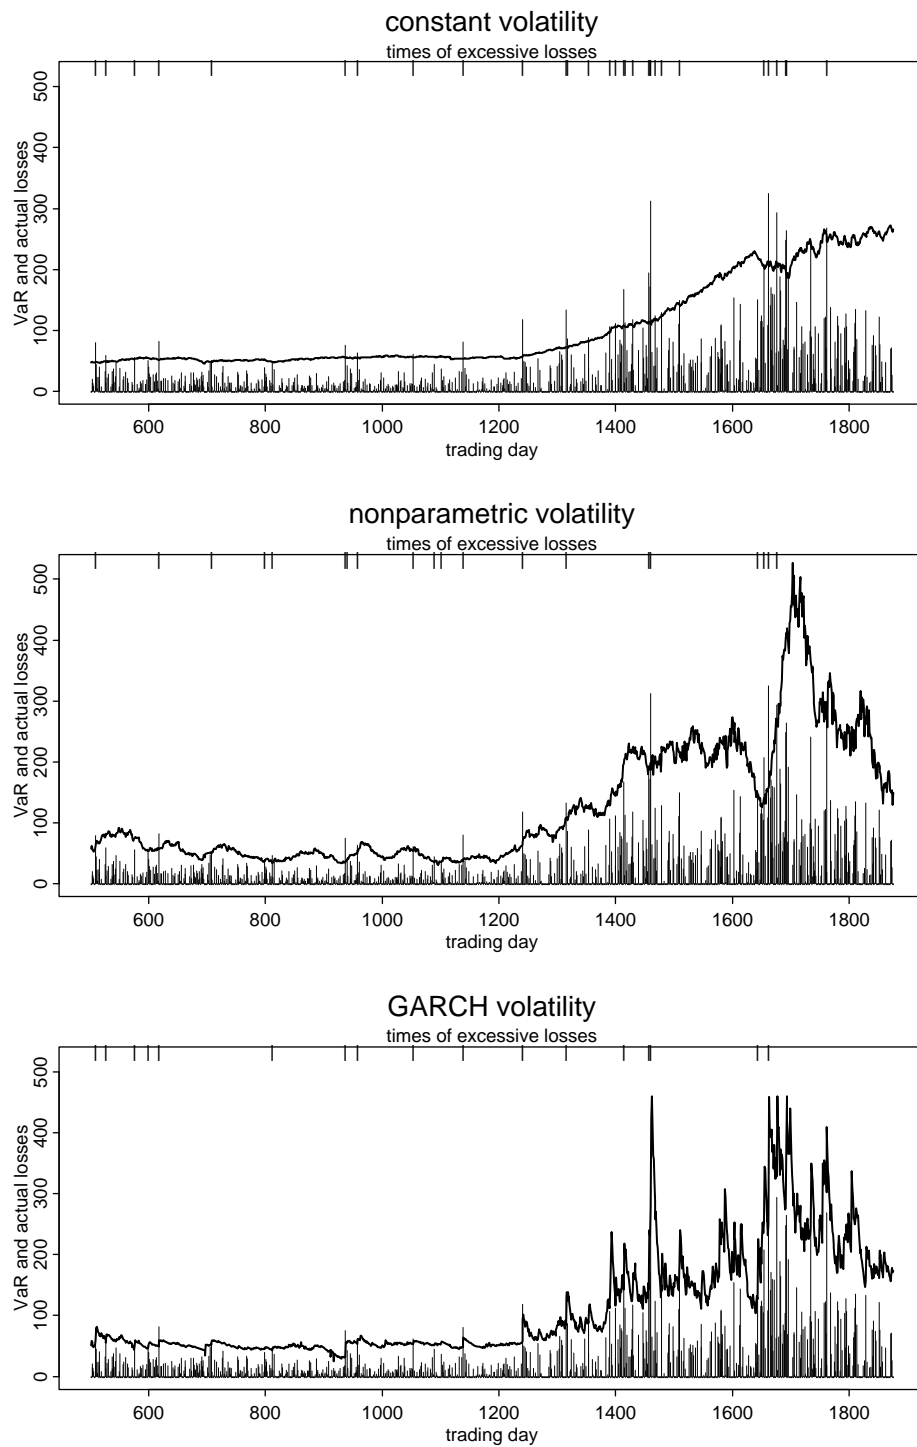 constant volatility
times of excessive losses
VaR and actual losses
500
400
300
200
100
0
600 800 1000 1200 1400 1600 1800
trading day
nonparametric volatility
times of excessive losses
VaR and actual losses
500
400
300
200
100
0
600 800 1000 1200 1400 1600 1800
trading day
GARCH volatility
times of excessive losses
VaR and actual losses
500
400
300
200
100
0
600 800 1000 1200 1400 1600 1800
trading day